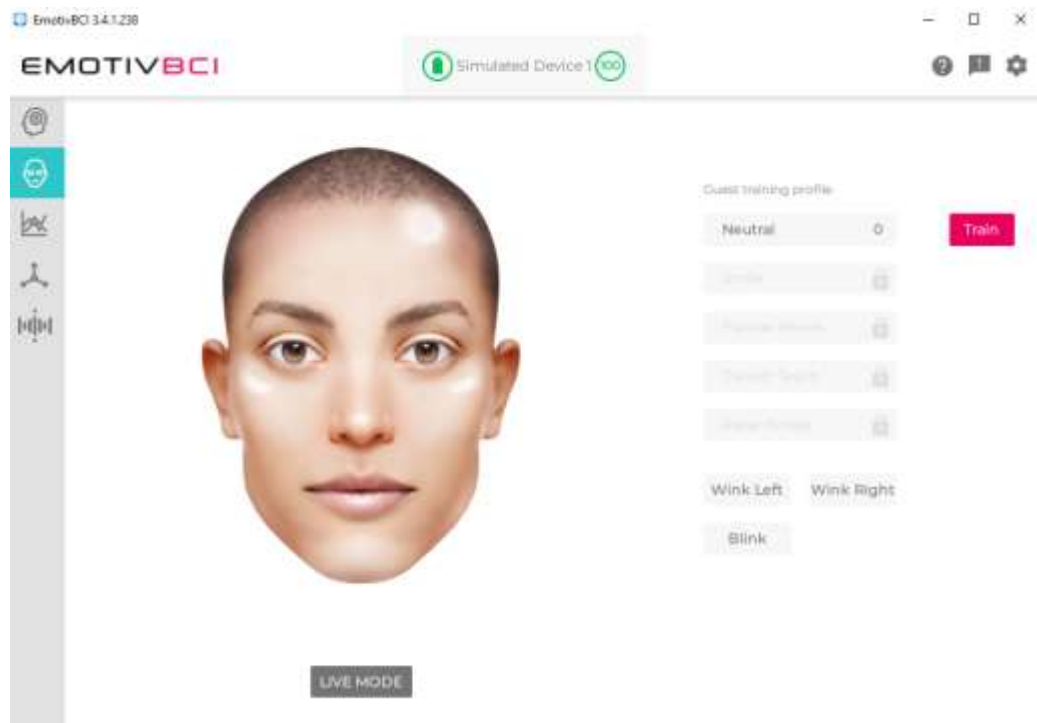 EmotivBCI 3.4.1.238
EMOTIVBCI
Simulated Device 1 100
Guest training profile
Neutral 0
Train
Wink Left Wink Right
Blink
LIVE MODE